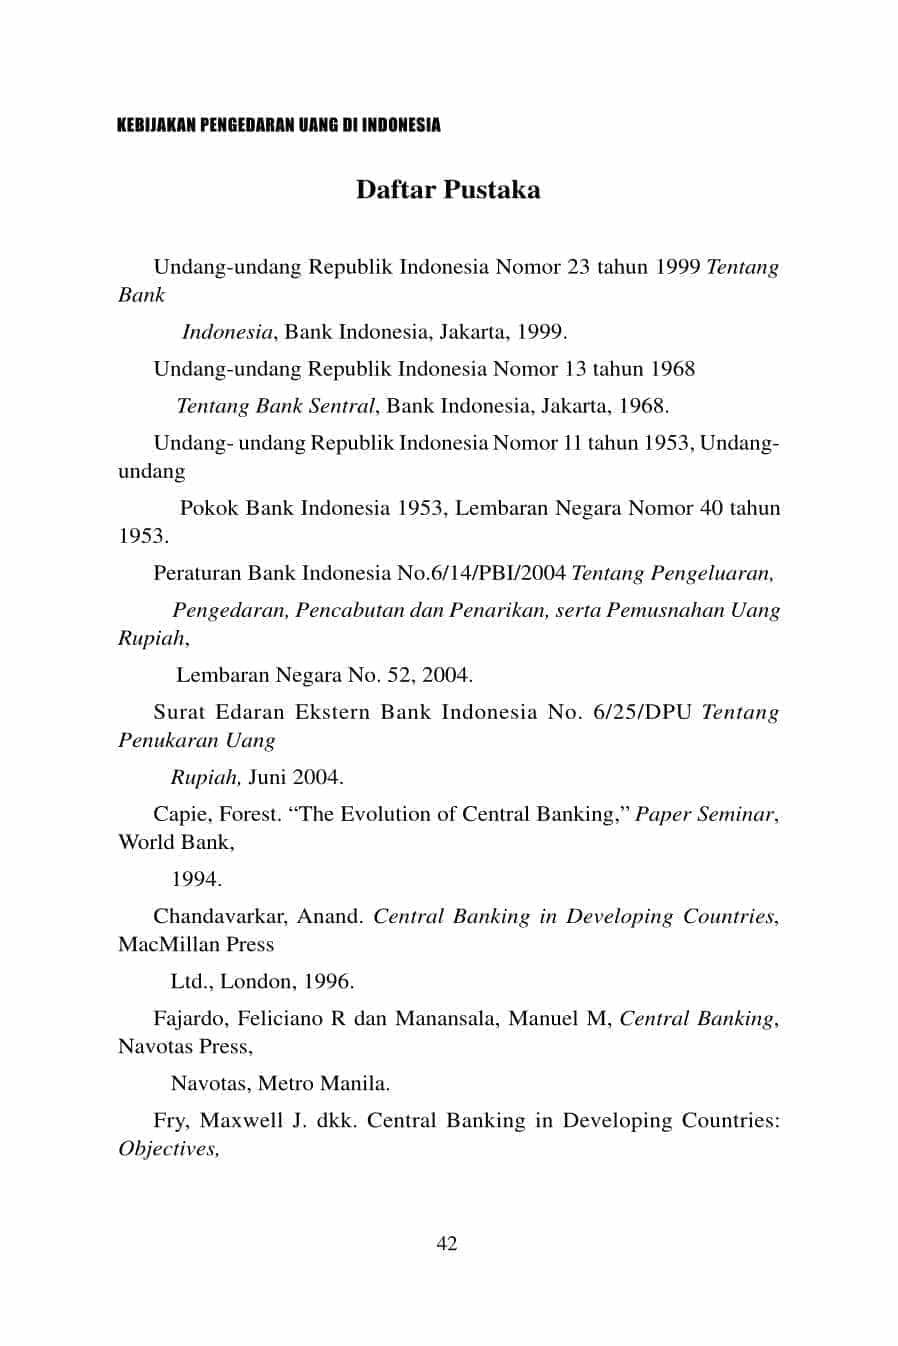 KEBIJAKAN PENGEDARAN UANG DI INDONESIA
Daftar Pustaka
Undang-undang Republik Indonesia Nomor 23 tahun 1999 Tentang
Bank
Indonesia, Bank Indonesia, Jakarta, 1999.
Undang-undang Republik Indonesia Nomor 13 tahun 1968
Tentang Bank Sentral, Bank Indonesia, Jakarta, 1968.
Undang- undang Republik Indonesia Nomor 11 tahun 1953, Undang-
undang
Pokok Bank Indonesia 1953, Lembaran Negara Nomor 40 tahun
1953.
Peraturan Bank Indonesia No.6/14/PBI/2004 Tentang Pengeluaran,
Pengedaran, Pencabutan dan Penarikan, serta Pemusnahan Uang
Rupiah,
Lembaran Negara No. 52, 2004.
Surat Edaran Ekstern Bank Indonesia No. 6/25/DPU Tentang
Penukaran Uang
Rupiah, Juni 2004.
Capie, Forest. “The Evolution of Central Banking,” Paper Seminar,
World Bank,
1994.
Chandavarkar, Anand. Central Banking in Developing Countries,
MacMillan Press
Ltd., London, 1996.
Fajardo, Feliciano R dan Manansala, Manuel M, Central Banking,
Navotas Press,
Navotas, Metro Manila.
Fry, Maxwell J. dkk. Central Banking in Developing Countries:
Objectives,
42